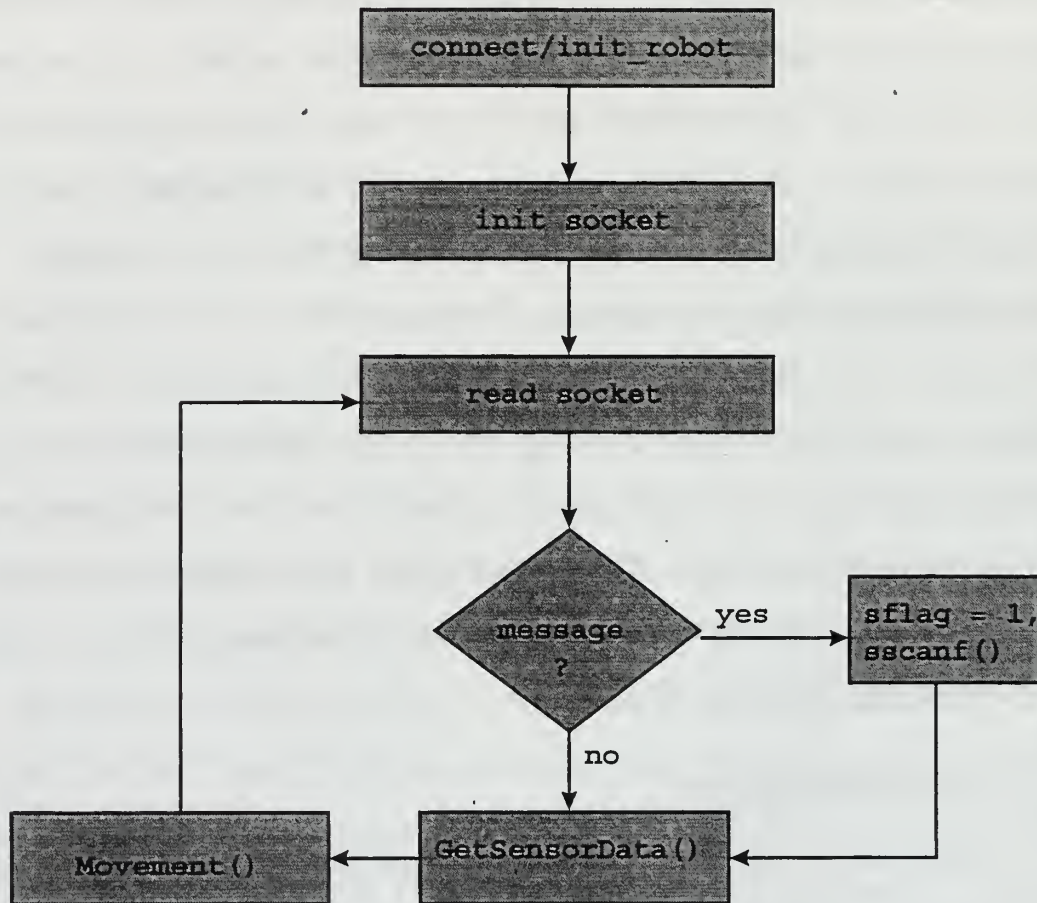 connect/init_robot
init socket
read socket
message
?
yes
sflag = 1,
sscanf()
no
GetSensorData()
Movement()